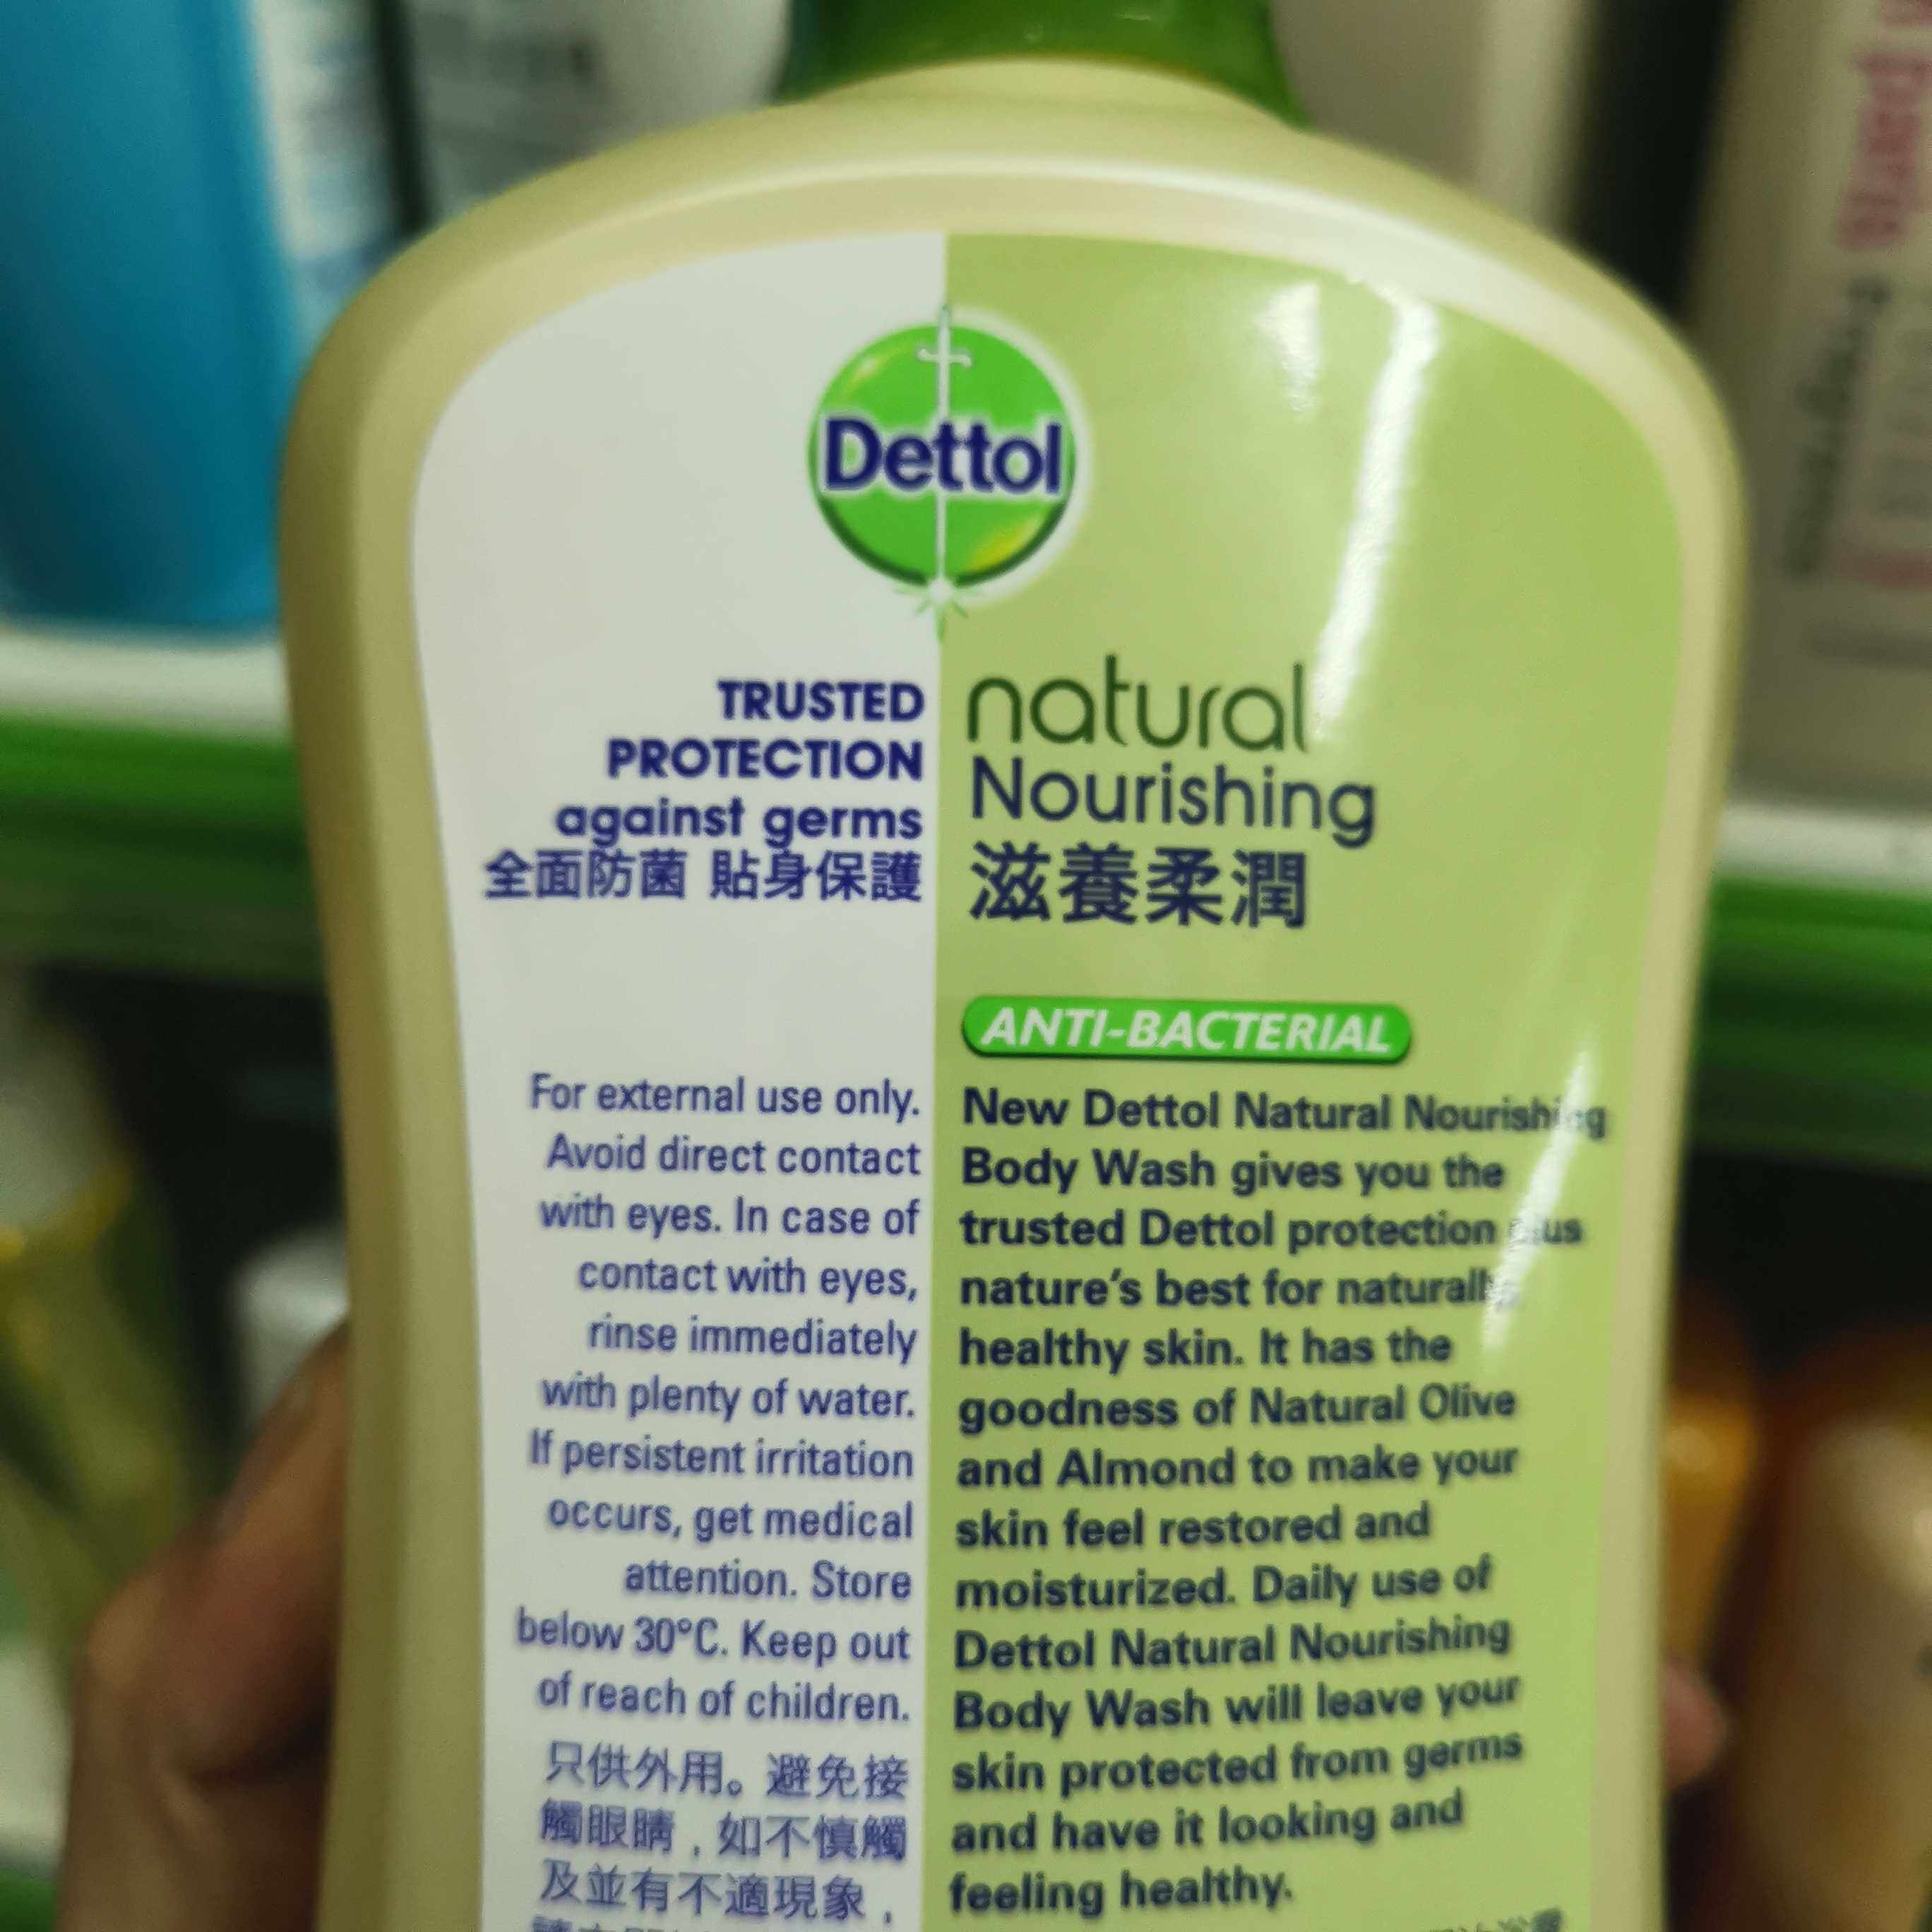 Dettol
TRUSTED
PROTECTION
against germs
全面防菌 貼身保護
For external use only.
Avoid direct contact
with eyes. In case of
contact with eyes,
rinse immediately
with plenty of water.
If persistent irritation
occurs, get medical
attention. Store
below 30°C. Keep out
of reach of children.
只供外用。避免接
觸眼睛，如不慎觸
及並有不適現象，
natural
Nourishing
滋養柔潤
ANTI-BACTERIAL
New Dettol Natural Nourishing
Body Wash gives you the
trusted Dettol protection plus
nature's best for naturally
healthy skin. It has the
goodness of Natural Olive
and Almond to make your
skin feel restored and
moisturized. Daily use of
Dettol Natural Nourishing
Body Wash will leave your
skin protected from germs
and have it looking and
feeling healthy.